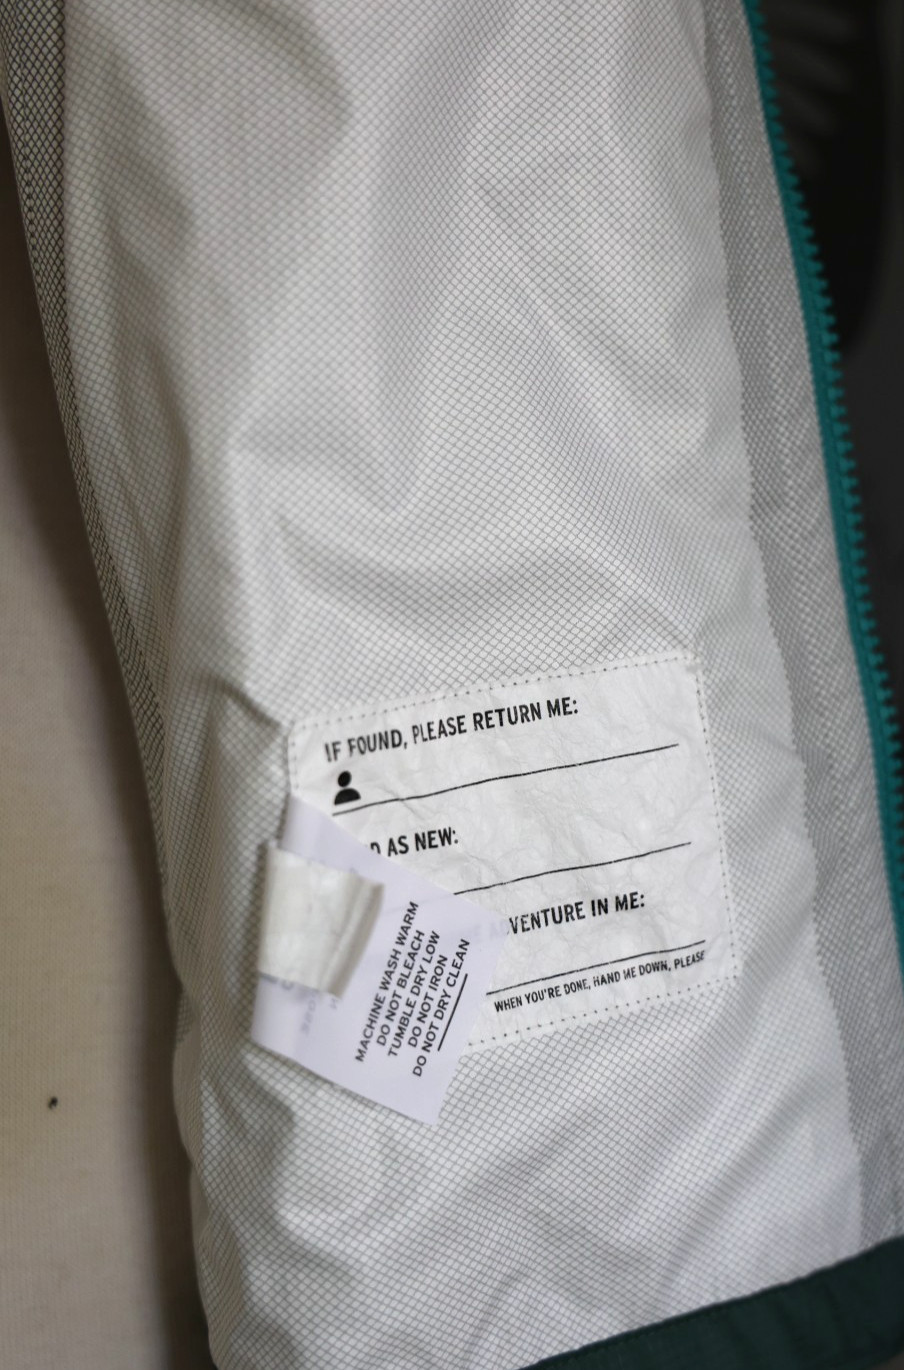 IF FOUND, PLEASE RETURN ME:
AS NEW:
IN ME:
WHEN YOU'RE DONE, HAND ME DOWN, PLEASE
MACHINE WASH WARM
DO NOT BLEACH
TUMBLE DRY LOW
DO NOT IRON
DO NOT DRY CLEAN